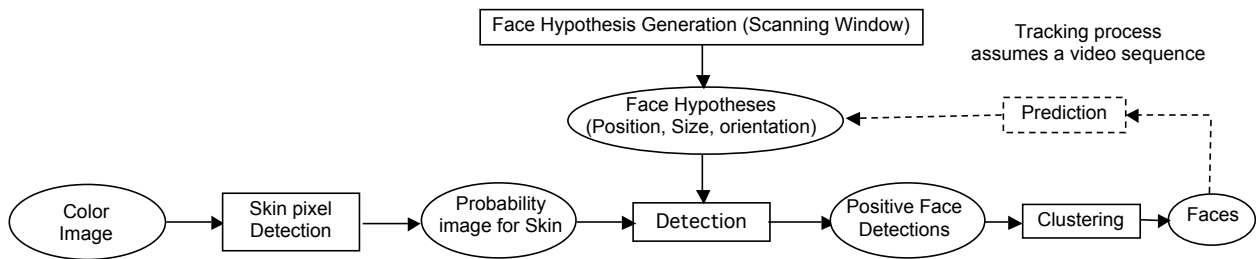 Face Hypothesis Generation (Scanning Window)
Tracking process
assumes a video sequence
Face Hypotheses
(Position, Size, orientation)
Prediction
Color
Image
Skin pixel
Detection
Probability
image for Skin
Detection
Positive Face
Detections
Clustering
Faces